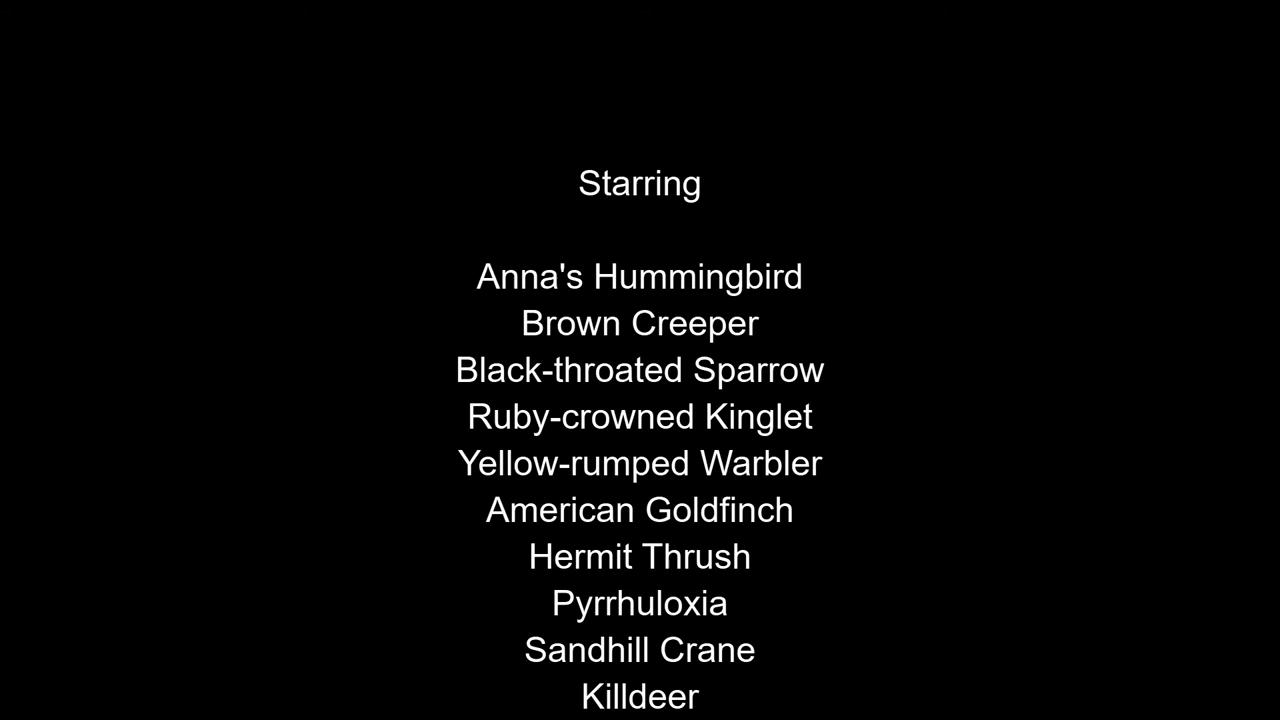 Starring
Anna's Hummingbird
Brown Creeper
Black-throated Sparrow
Ruby-crowned Kinglet
Yellow-rumped Warbler
American Goldfinch
Hermit Thrush
Pyrrhuloxia
Sandhill Crane
Killdeer